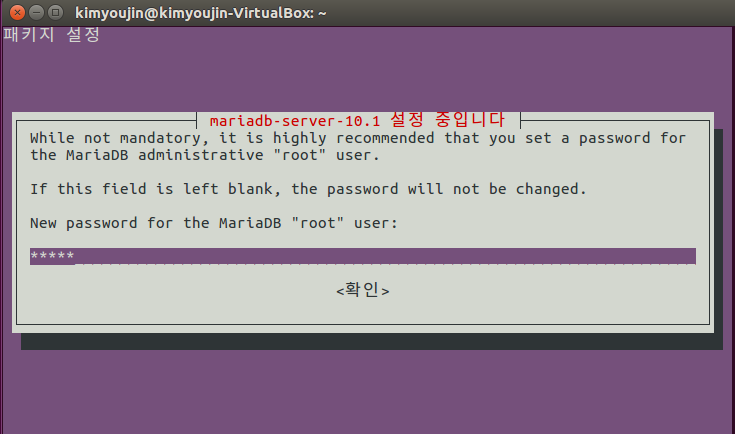 kimyoujin@kimyoujin-VirtualBox: ~
패키지 설정
mariadb-server-10.1 설정 중입니다
While not mandatory, it is highly recommended that you set a password for
the MariaDB administrative "root" user.
If this field is left blank, the password will not be changed.
New password for the MariaDB "root" user:
*****
<확인>